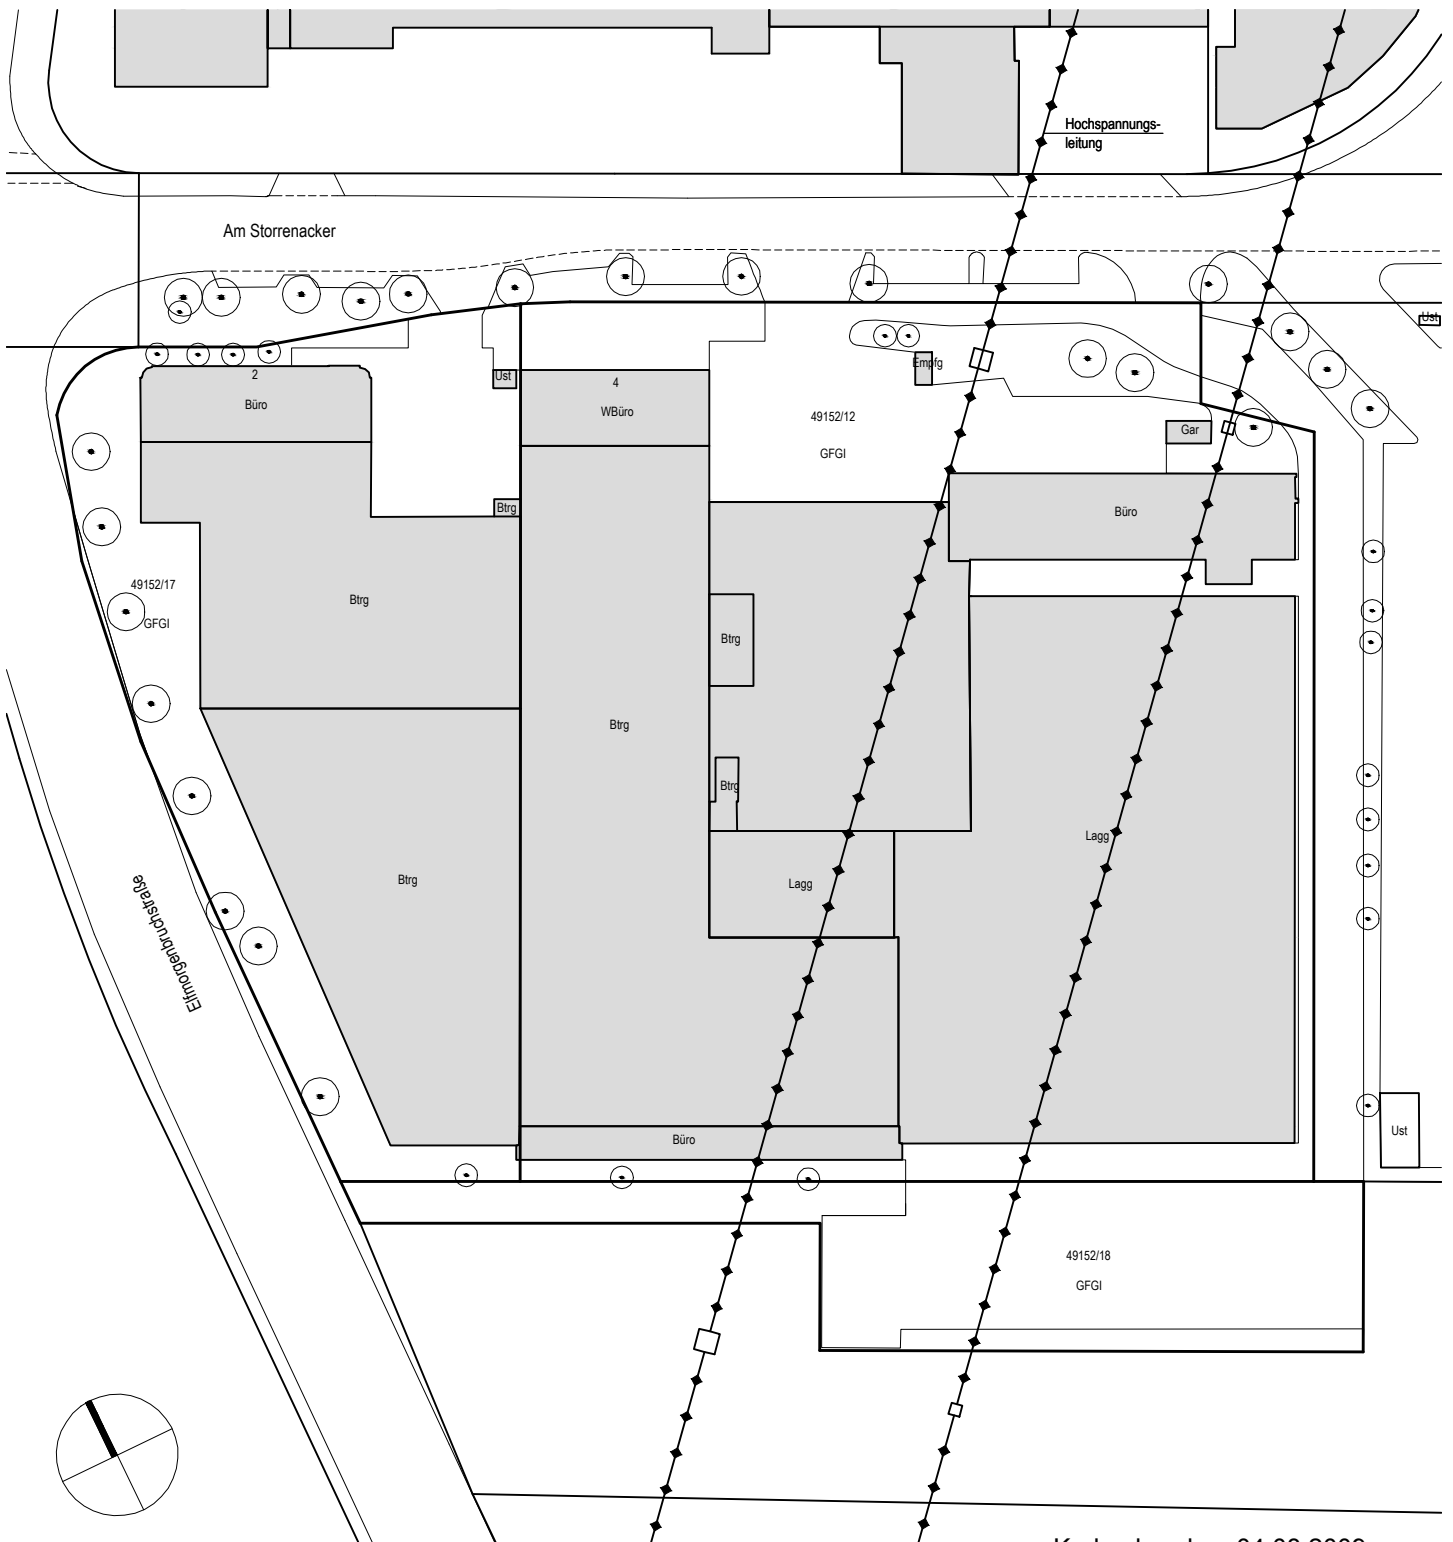 Hochspannungs-
leitung
Am Storrenacker
Ust
2
Büro
Ust
4
WBüro
Empfg
49152/12
GFGI
Gar
Btrg
Büro
49152/17
GFGI
Btrg
Btrg
Btrg
Btrg
Lagg
Btrg
Lagg
Elfmorgenbruchstraße
Büro
Ust
49152/18
GFGI